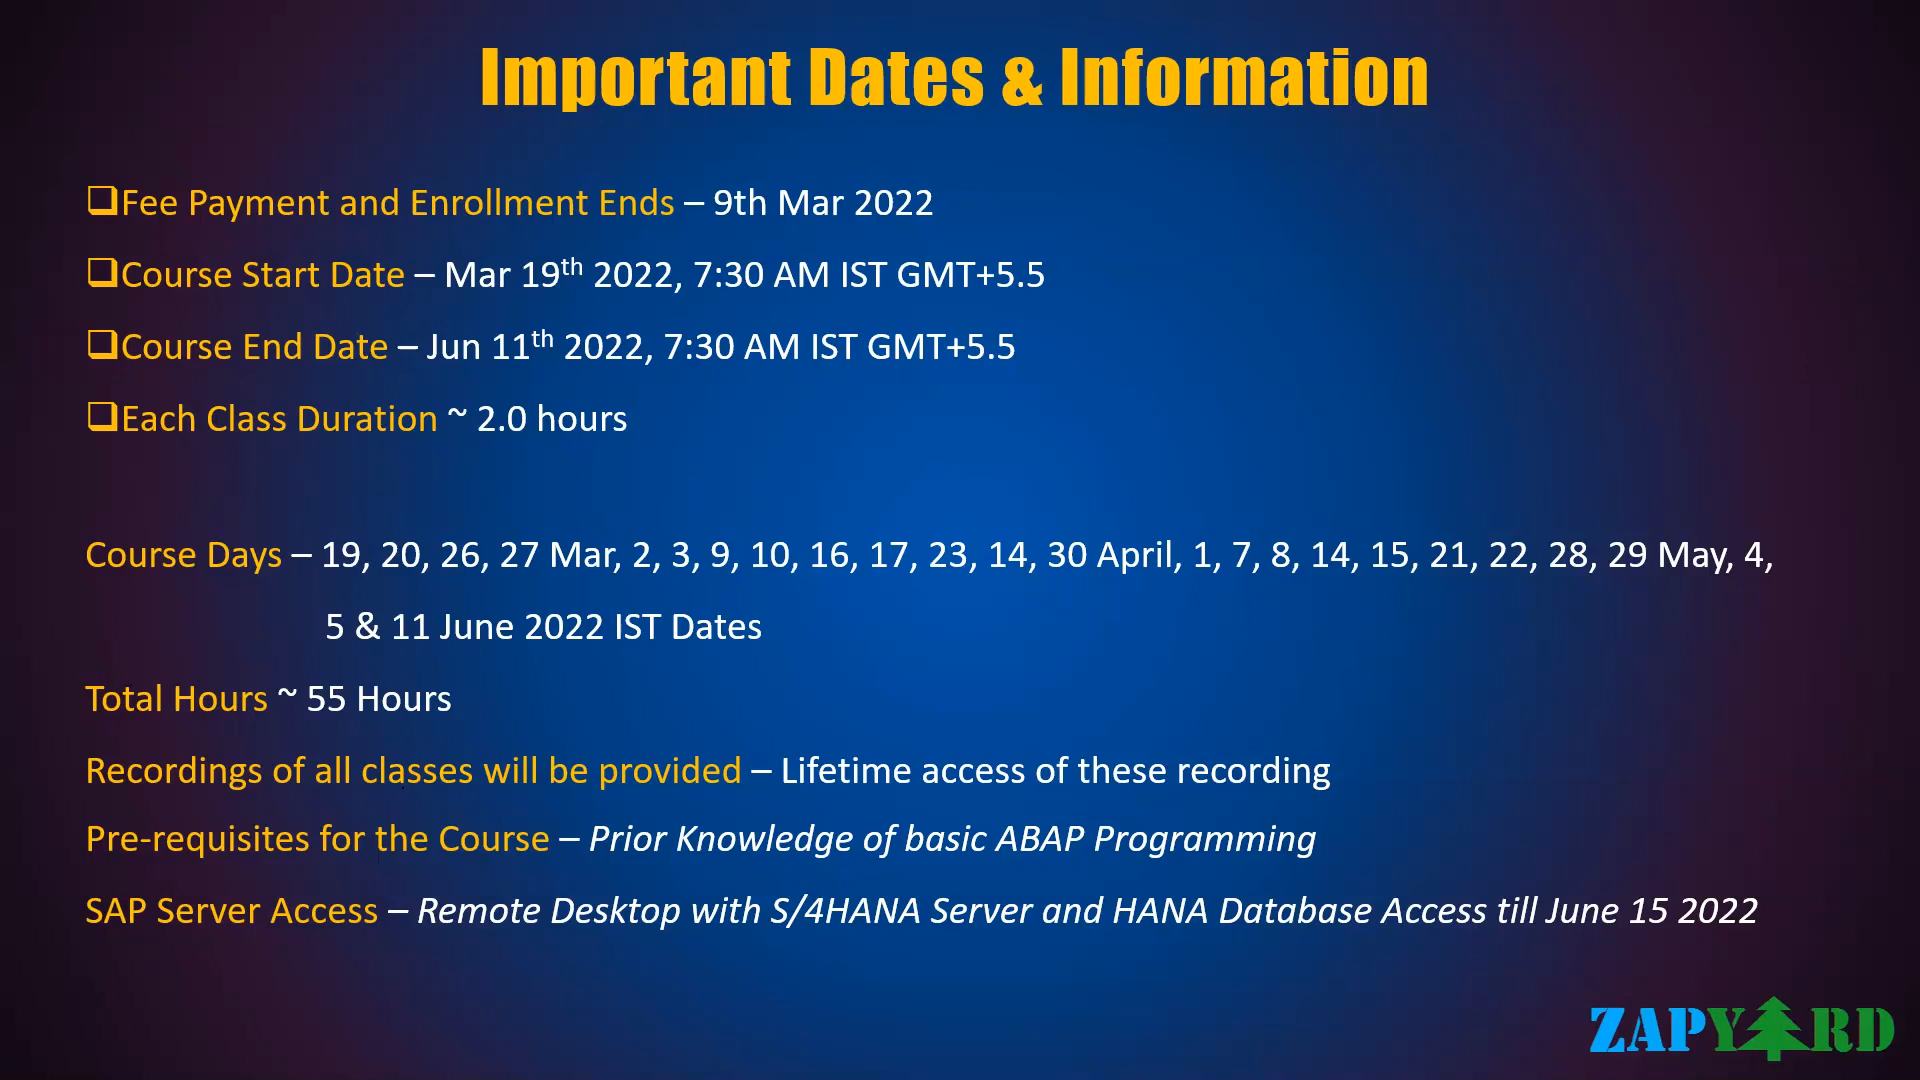 Important Dates & Information
❑Fee Payment and Enrollment Ends – 9th Mar 2022
❑Course Start Date – Mar 19th 2022, 7:30 AM IST GMT+5.5
❑Course End Date – Jun 11th 2022, 7:30 AM IST GMT+5.5
❑Each Class Duration ~ 2.0 hours
Course Days – 19, 20, 26, 27 Mar, 2, 3, 9, 10, 16, 17, 23, 14, 30 April, 1, 7, 8, 14, 15, 21, 22, 28, 29 May, 4,
5 & 11 June 2022 IST Dates
Total Hours ~ 55 Hours
Recordings of all classes will be provided – Lifetime access of these recording
Pre-requisites for the Course – Prior Knowledge of basic ABAP Programming
SAP Server Access – Remote Desktop with S/4HANA Server and HANA Database Access till June 15 2022
ZAPYARD